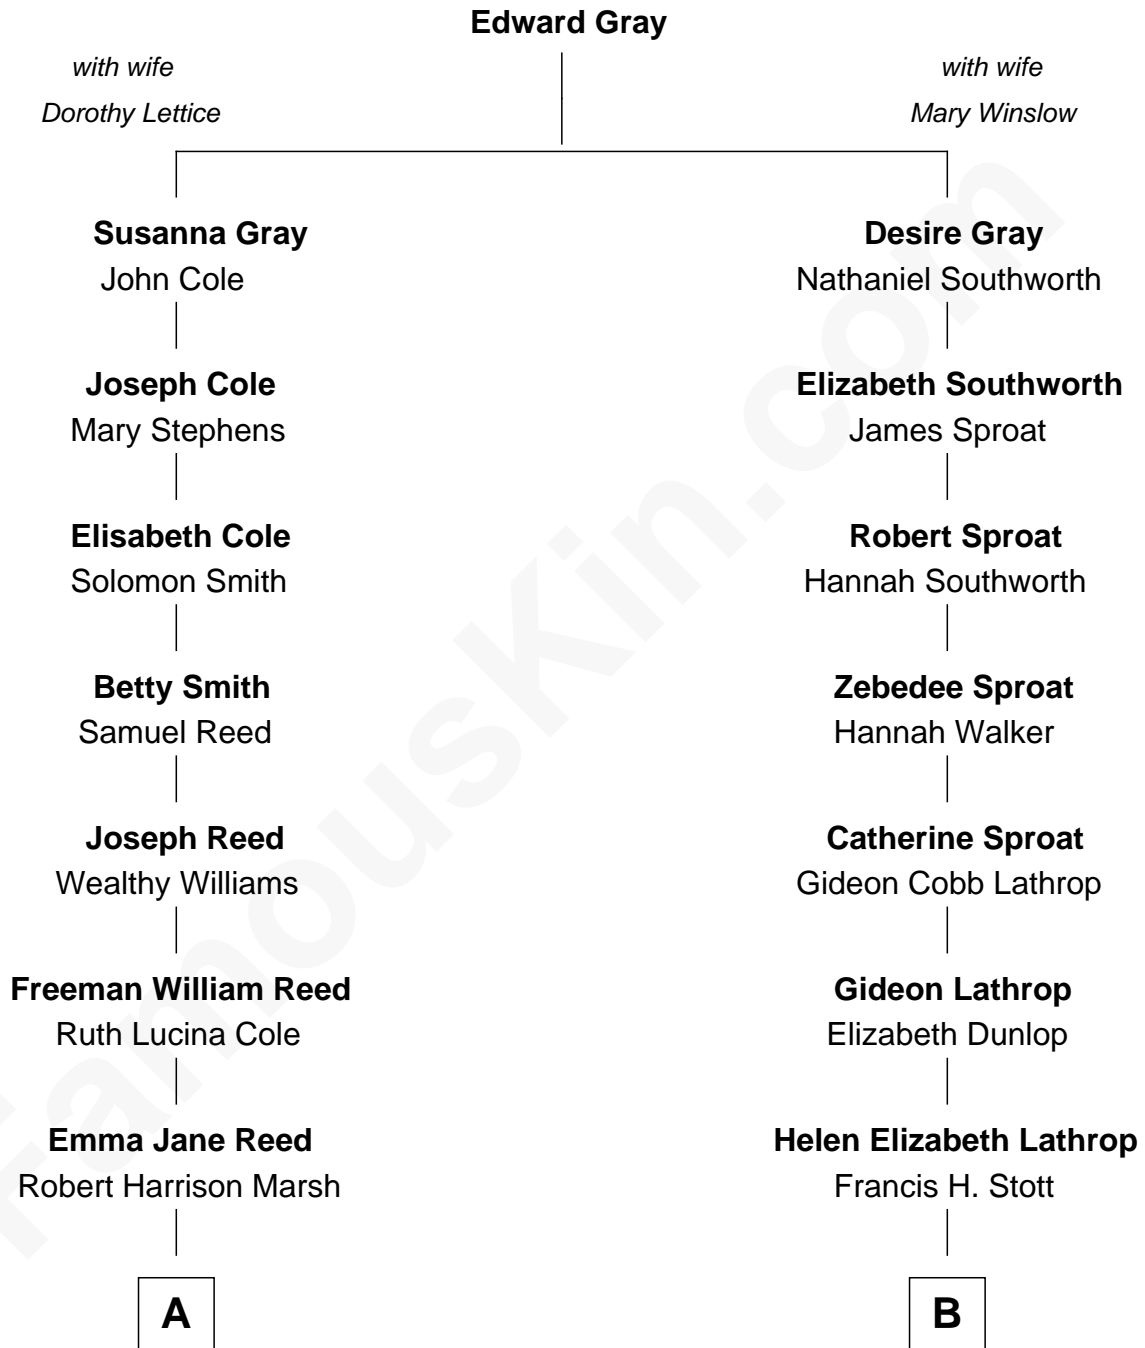 Edward Gray
with wife
Dorothy Lettice
with wife
Mary Winslow
Susanna Gray
John Cole
Desire Gray
Nathaniel Southworth
Joseph Cole
Mary Stephens
Elizabeth Southworth
James Sproat
Elisabeth Cole
Solomon Smith
Robert Sproat
Hannah Southworth
Betty Smith
Samuel Reed
Zebedee Sproat
Hannah Walker
Joseph Reed
Wealthy Williams
Catherine Sproat
Gideon Cobb Lathrop
Freeman William Reed
Ruth Lucina Cole
Gideon Lathrop
Elizabeth Dunlop
Emma Jane Reed
Robert Harrison Marsh
Helen Elizabeth Lathrop
Francis H. Stott
A
B
FamousKin.com